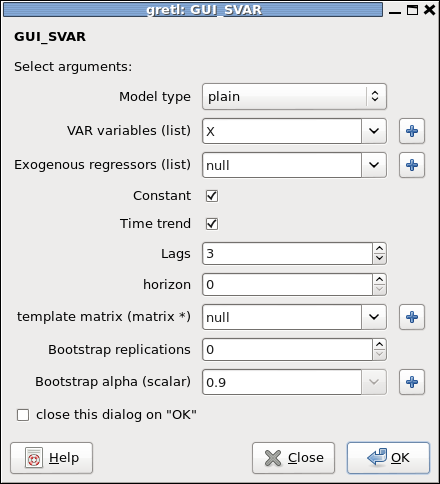 gretl: GUI_SVAR
GUI_SVAR
Select arguments:
Model type plain
VAR variables (list) X
Exogenous regressors (list) null
Constant
Time trend
Lags 3
horizon 0
template matrix (matrix *) null
Bootstrap replications 0
Bootstrap alpha (scalar) 0.9
close this dialog on "OK"
Help Close OK